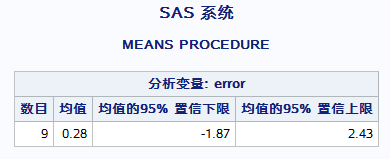 SAS 系统
MEANS PROCEDURE
分析变量: error
数目 均值 均值的95% 置信下限 均值的95% 置信上限
9 0.28 -1.87 2.43